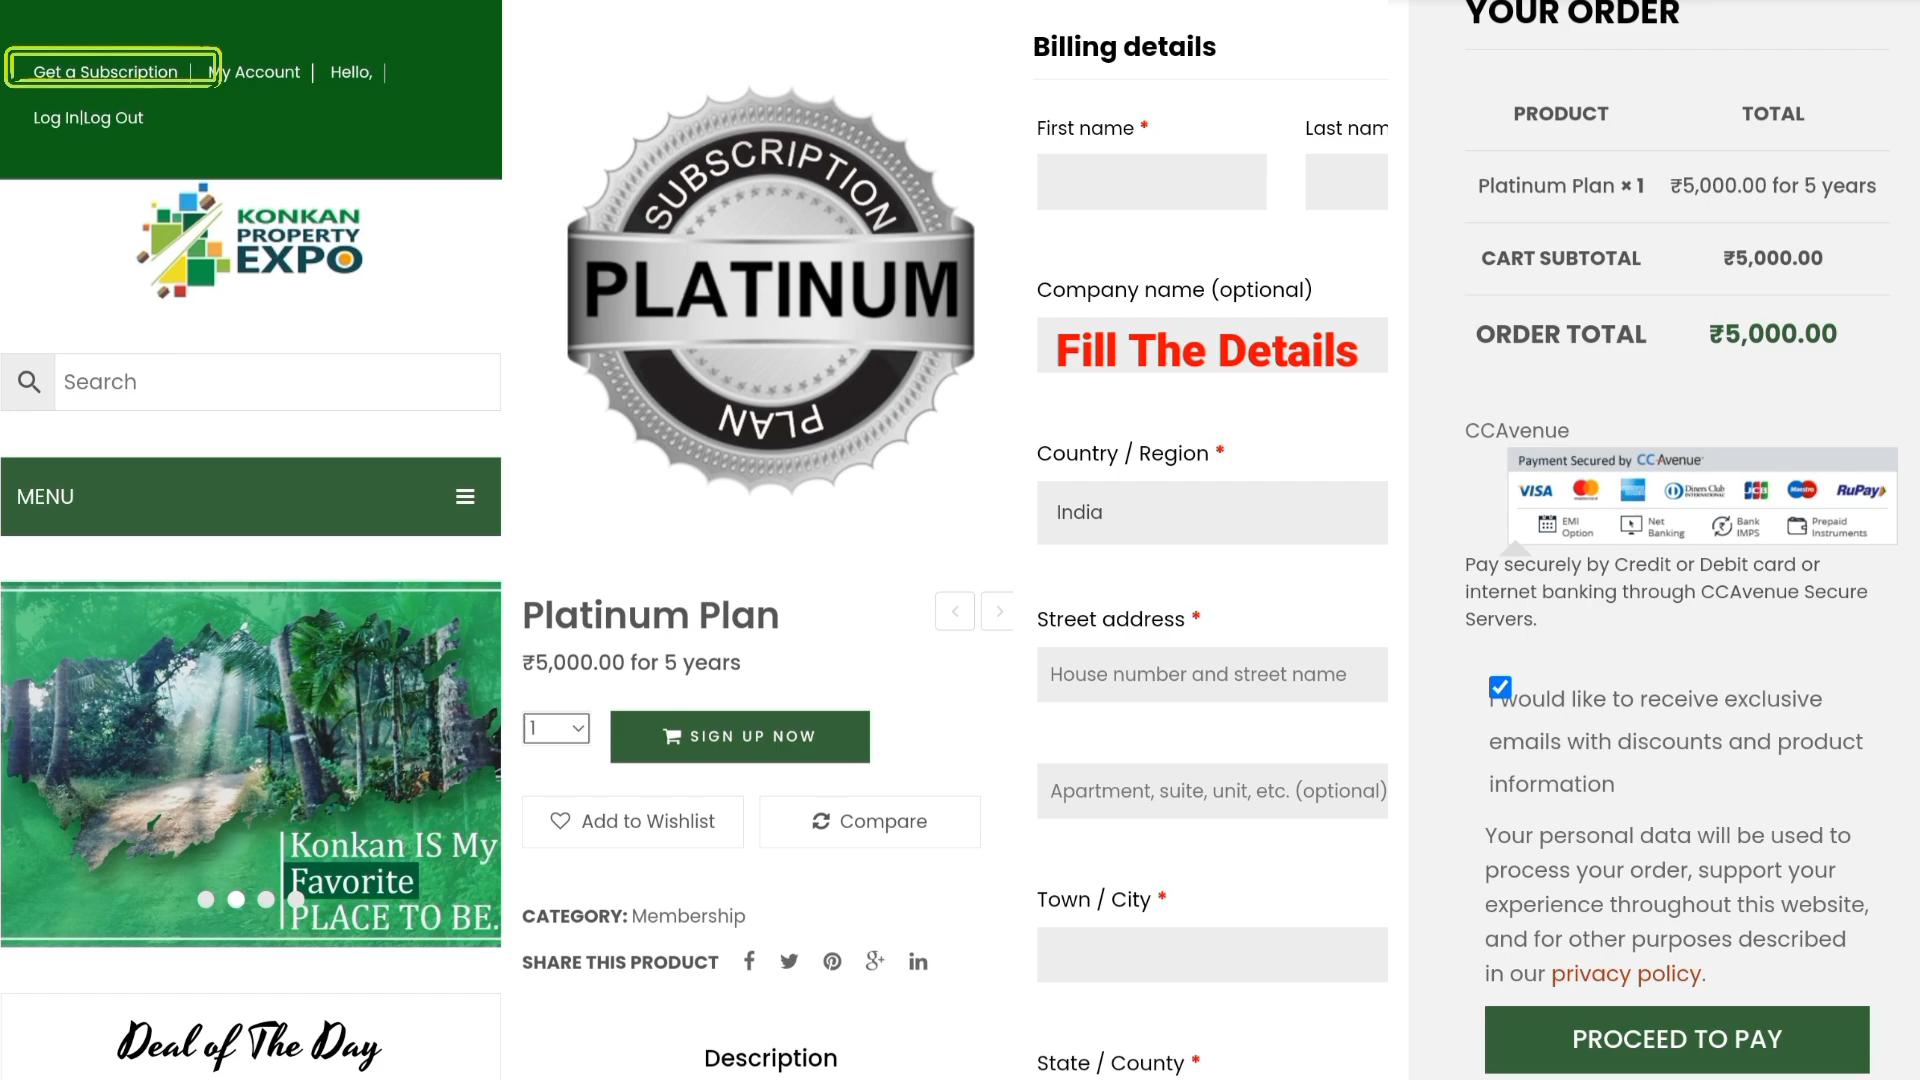 Get a Subscription | My Account | Hello, |
Log In|Log Out
KONKAN
PROPERTY
EXPO
Search
MENU
Konkan IS My
Favorite
PLACE TO BE.
Deal of The Day
SUBSCRIPTION
PLATINUM
PLAN
Platinum Plan
₹5,000.00 for 5 years
1
SIGN UP NOW
Add to Wishlist
Compare
CATEGORY: Membership
SHARE THIS PRODUCT
Description
Billing details
First name *
Last nam
Company name (optional)
Fill The Details
Country / Region *
India
Street address *
House number and street name
Apartment, suite, unit, etc. (optional)
Town / City *
State / County *
YOUR ORDER
PRODUCT TOTAL
Platinum Plan × 1 ₹5,000.00 for 5 years
CART SUBTOTAL ₹5,000.00
ORDER TOTAL ₹5,000.00
CCAvenue
Payment Secured by CCAvenue
VISA Diners Club INTERNATIONAL JCB Maestro RuPay
EMI Option
Net Banking
Bank IMPS
Prepaid Instruments
Pay securely by Credit or Debit card or
internet banking through CCAvenue Secure
Servers.
I would like to receive exclusive
emails with discounts and product
information
Your personal data will be used to
process your order, support your
experience throughout this website,
and for other purposes described
in our privacy policy.
PROCEED TO PAY